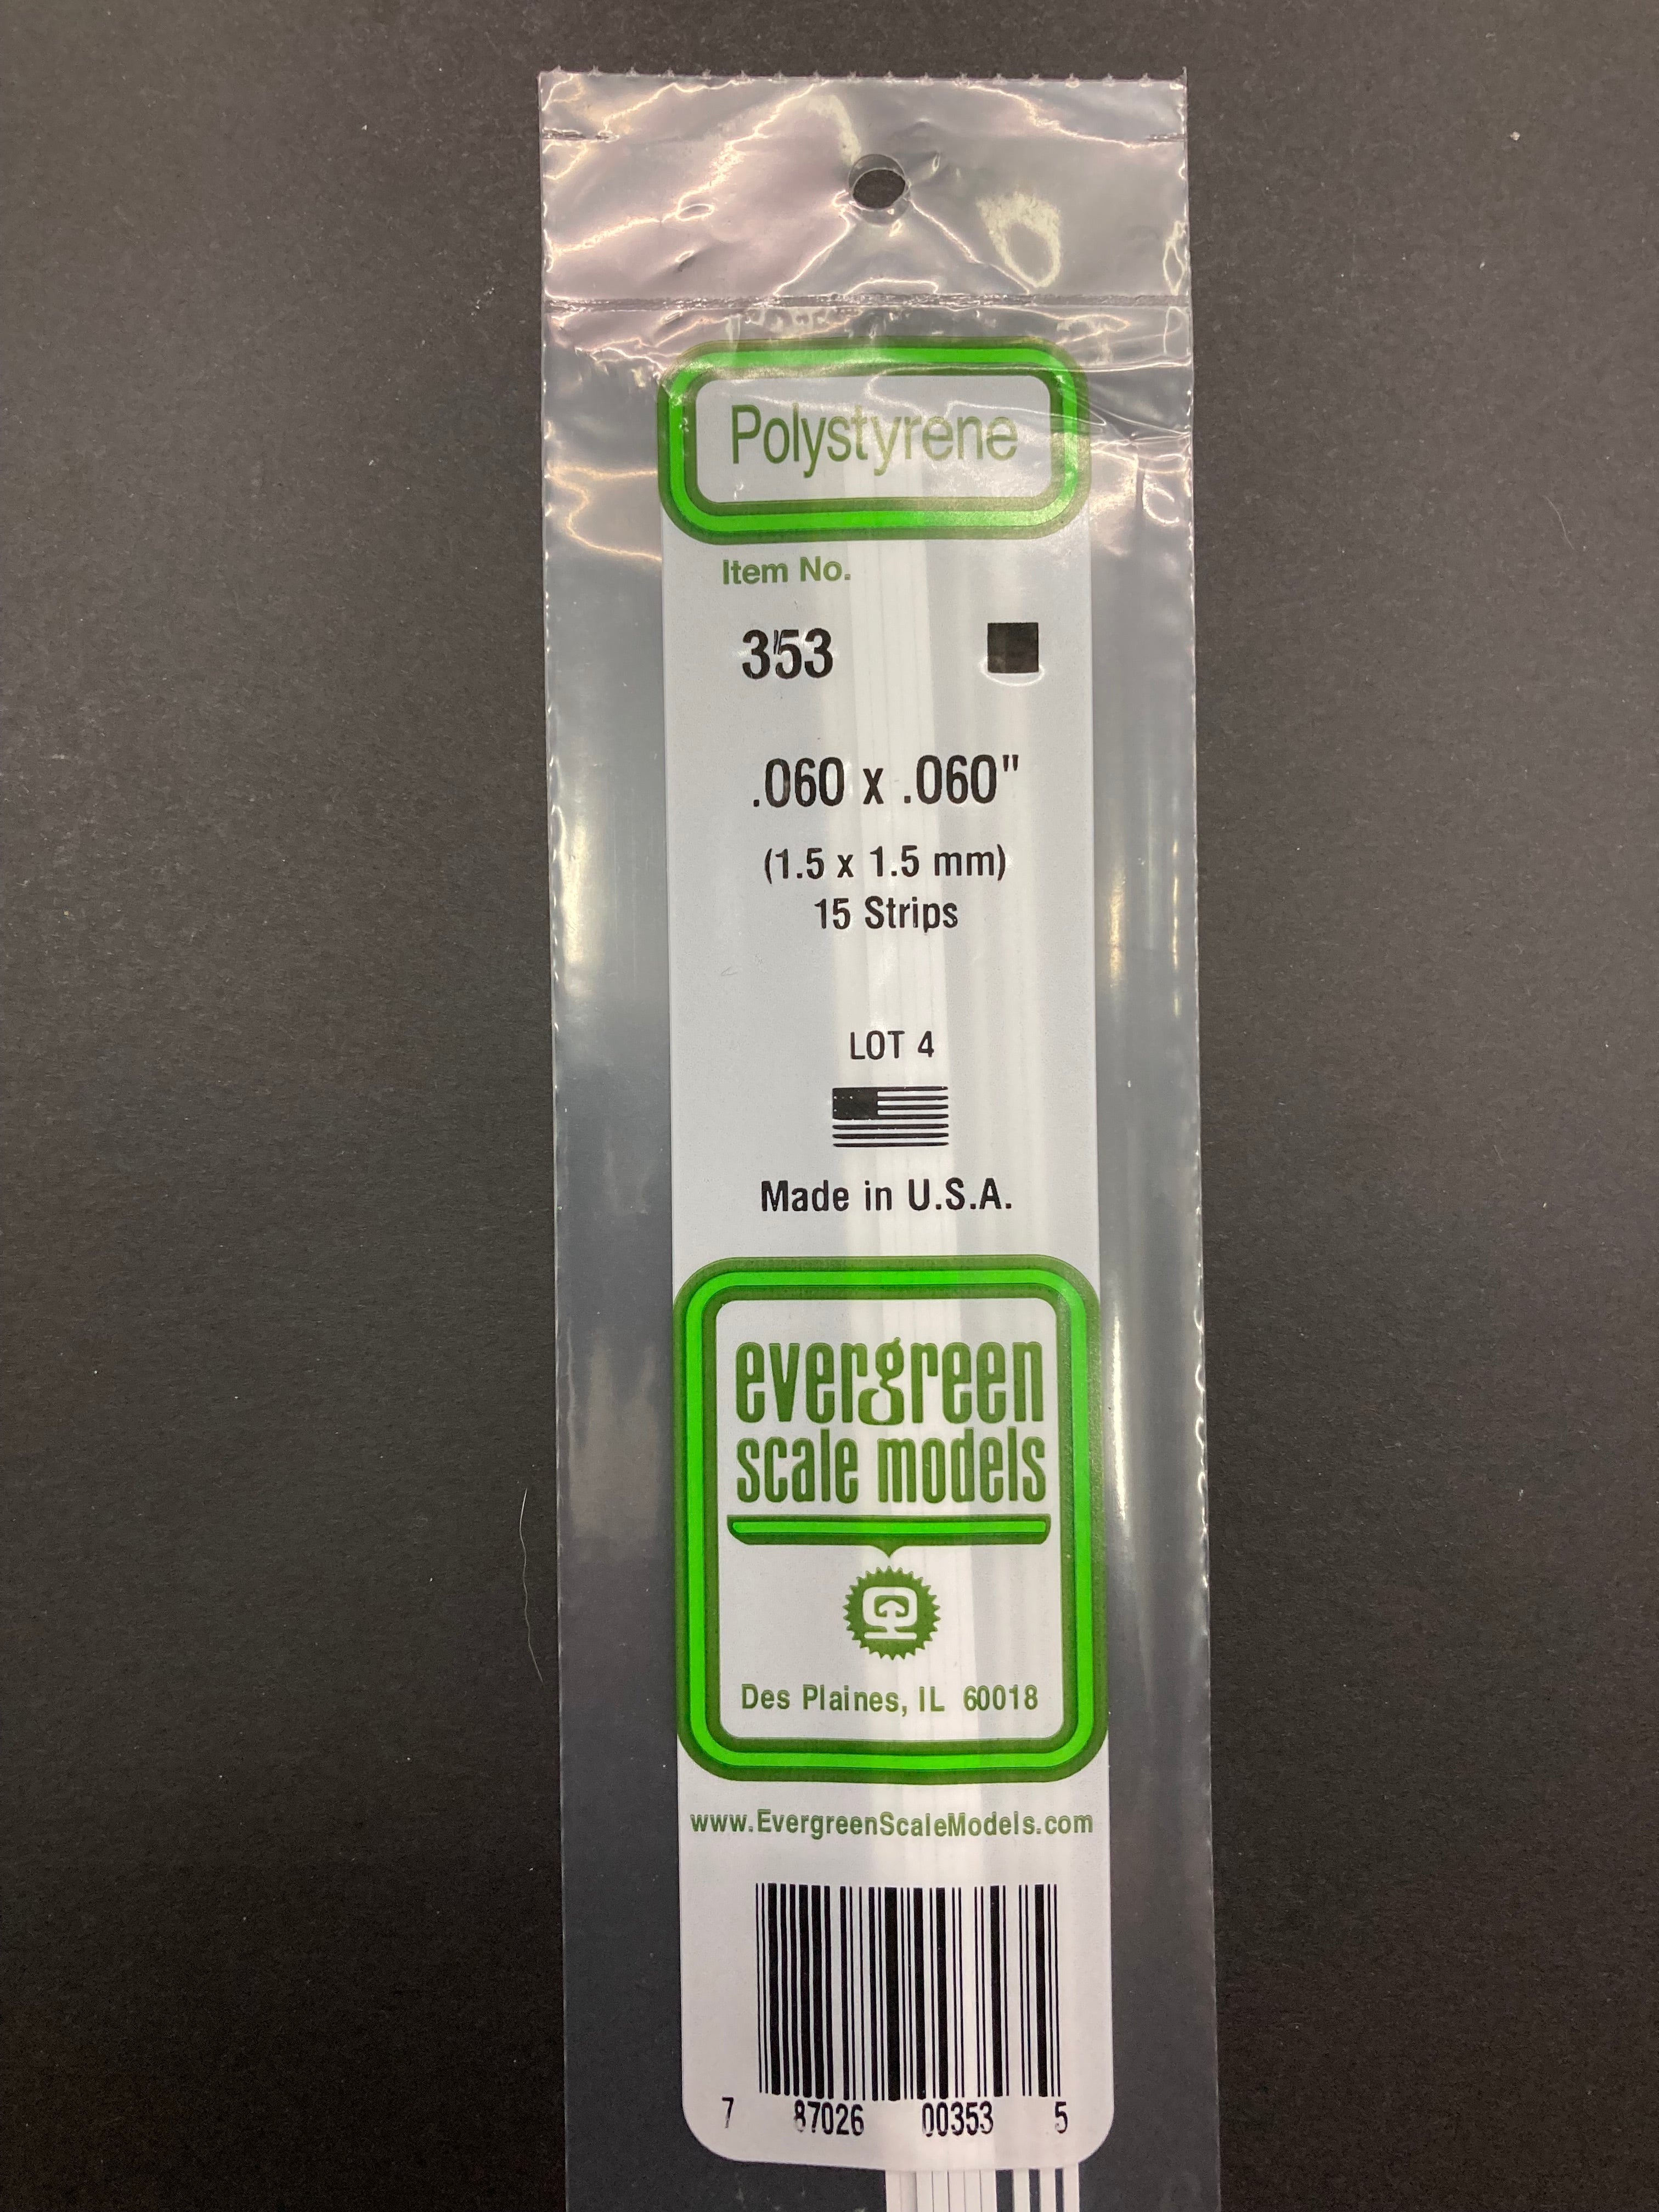 Polystyrene
Item No.
353
.060 x .060"
(1.5 x 1.5 mm)
15 Strips
LOT 4
Made in U.S.A.
evergreen
scale models
Des Plaines, IL 60018
www.EvergreenScaleModels.com
7 87026 00353 5